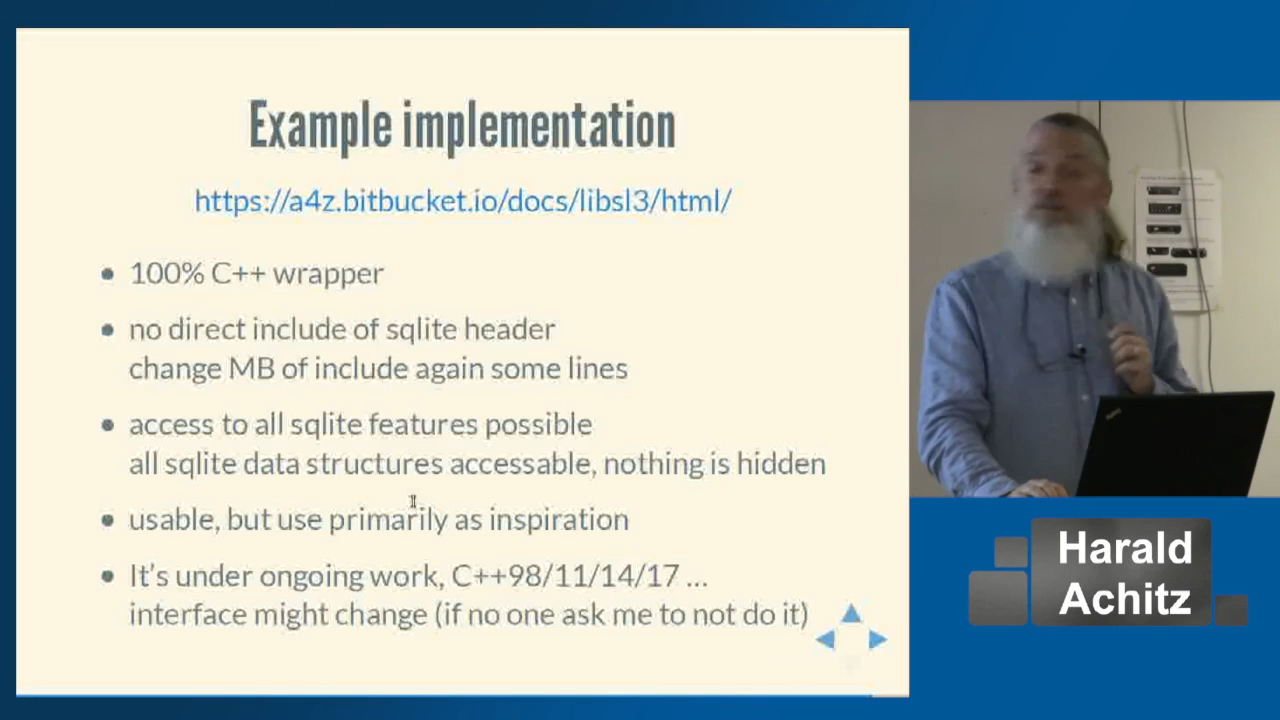 Example implementation
https://a4z.bitbucket.io/docs/libsl3/html/
100% C++ wrapper
no direct include of sqlite header
change MB of include again some lines
access to all sqlite features possible
all sqlite data structures accessable, nothing is hidden
usable, but use primarily as inspiration
It's under ongoing work, C++98/11/14/17 ...
interface might change (if no one ask me to not do it)
Harald
Achitz